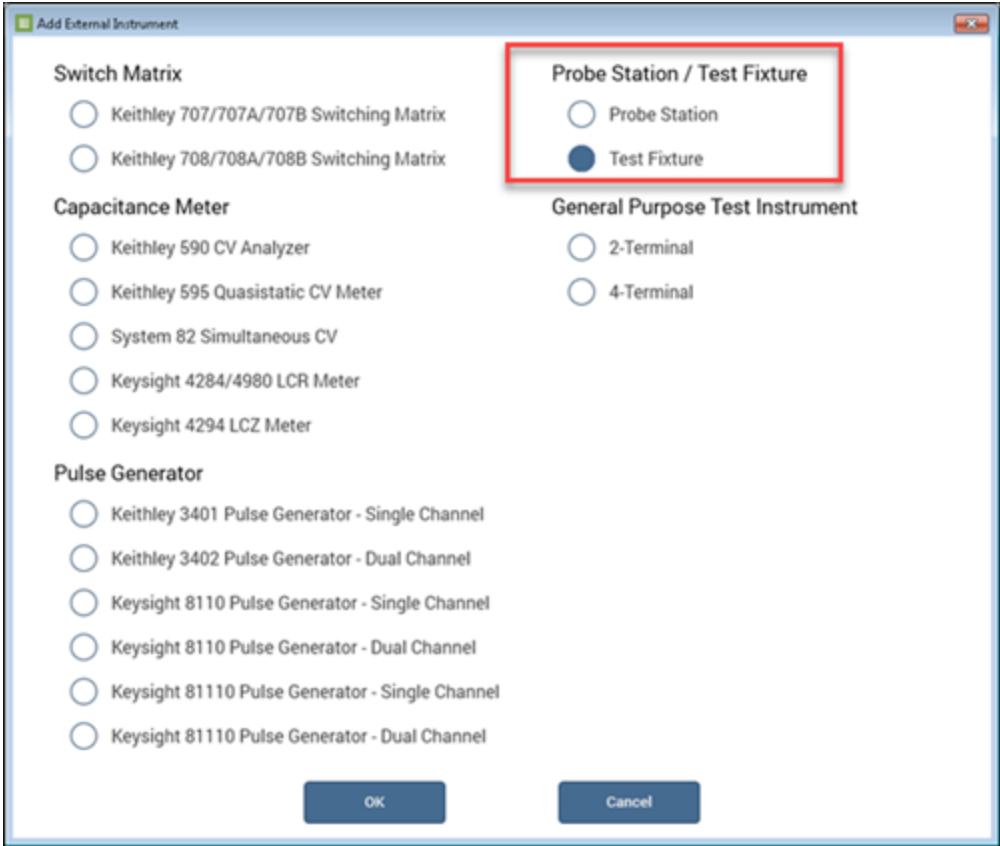 Add External Instrument
Switch Matrix
Keithley 707/707A/707B Switching Matrix
Keithley 708/708A/708B Switching Matrix
Capacitance Meter
Keithley 590 CV Analyzer
Keithley 595 Quasistatic CV Meter
System 82 Simultaneous CV
Keysight 4284/4980 LCR Meter
Keysight 4294 LCZ Meter
Pulse Generator
Keithley 3401 Pulse Generator - Single Channel
Keithley 3402 Pulse Generator - Dual Channel
Keysight 8110 Pulse Generator - Single Channel
Keysight 8110 Pulse Generator - Dual Channel
Keysight 81110 Pulse Generator - Single Channel
Keysight 81110 Pulse Generator - Dual Channel
Probe Station / Test Fixture
Probe Station
Test Fixture
General Purpose Test Instrument
2-Terminal
4-Terminal
OK
Cancel